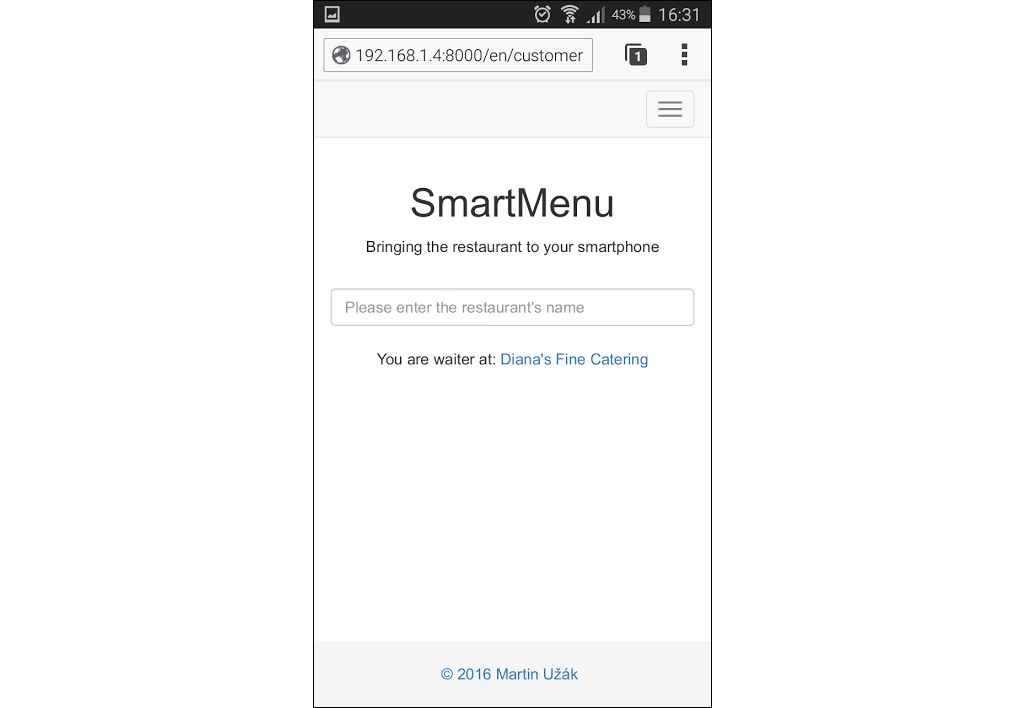 43% 16:31
192.168.1.4:8000/en/customer 1
SmartMenu
Bringing the restaurant to your smartphone
Please enter the restaurant's name
You are waiter at: Diana's Fine Catering
© 2016 Martin Užák